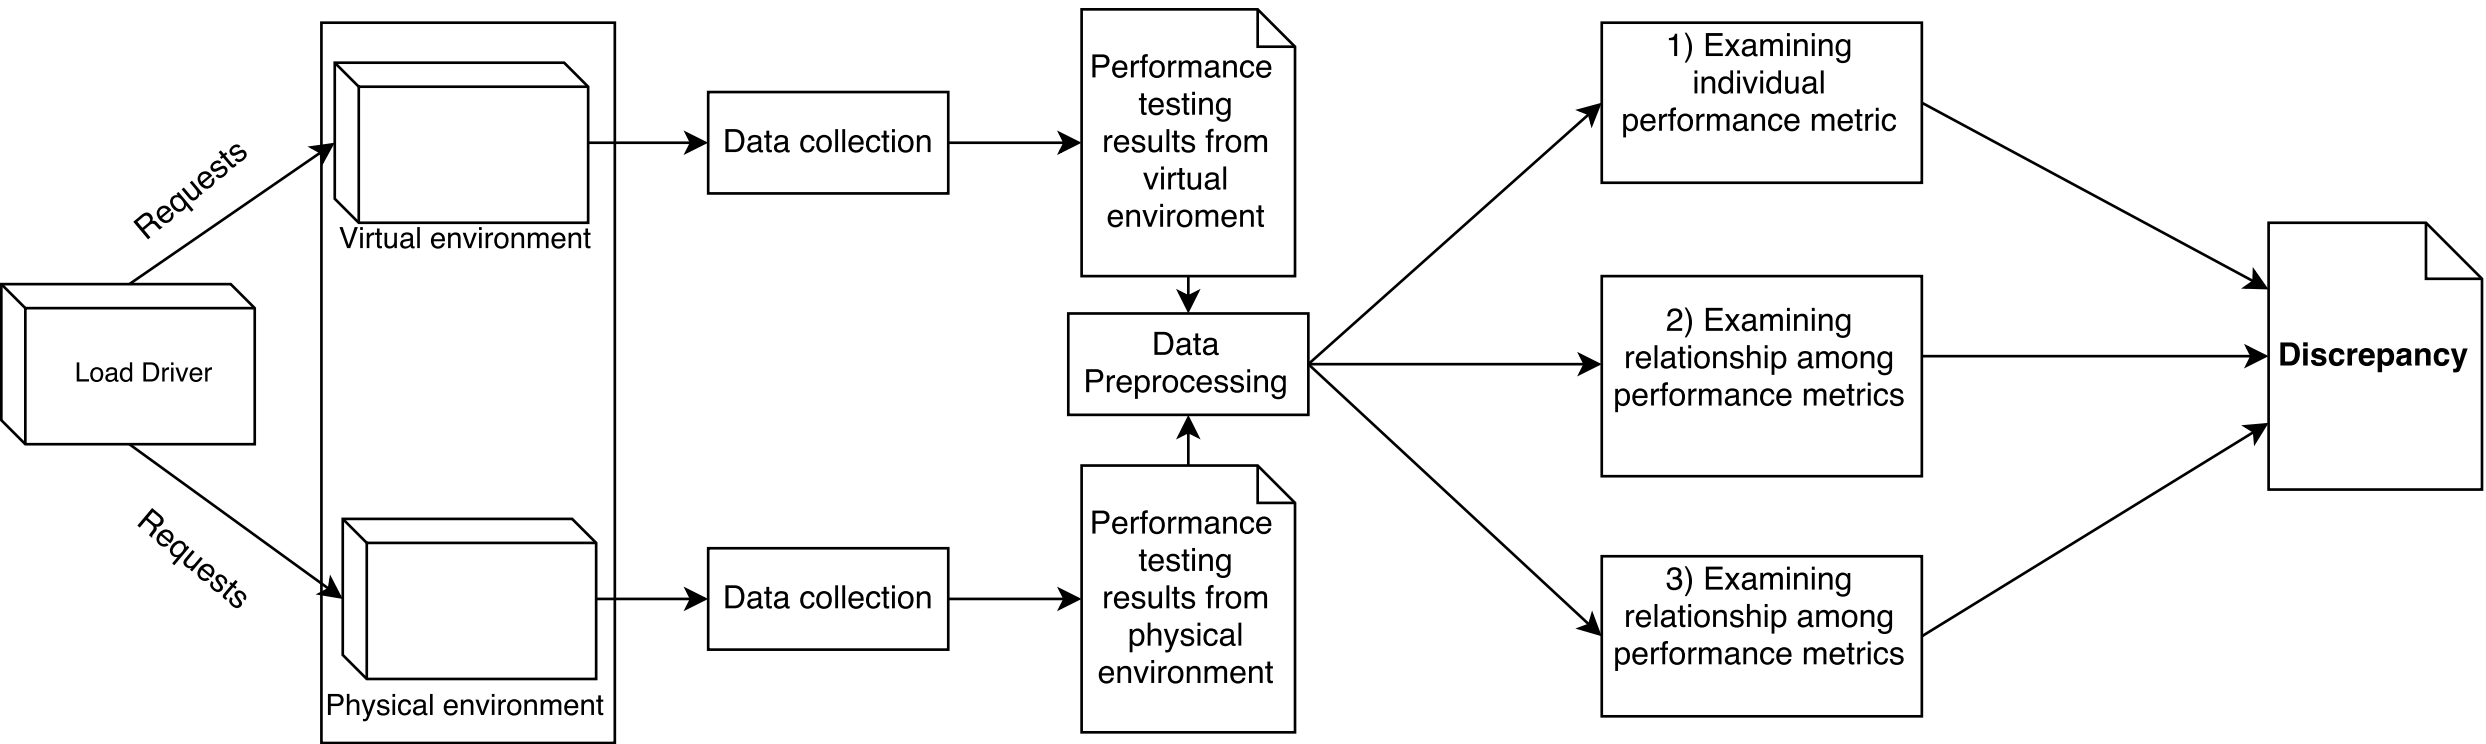 Requests
Load Driver
Requests
Virtual environment
Physical environment
Data collection
Data collection
Performance
testing
results from
virtual
enviroment
Data
Preprocessing
Performance
testing
results from
physical
environment
1) Examining
individual
performance metric
2) Examining
relationship among
performance metrics
3) Examining
relationship among
performance metrics
Discrepancy